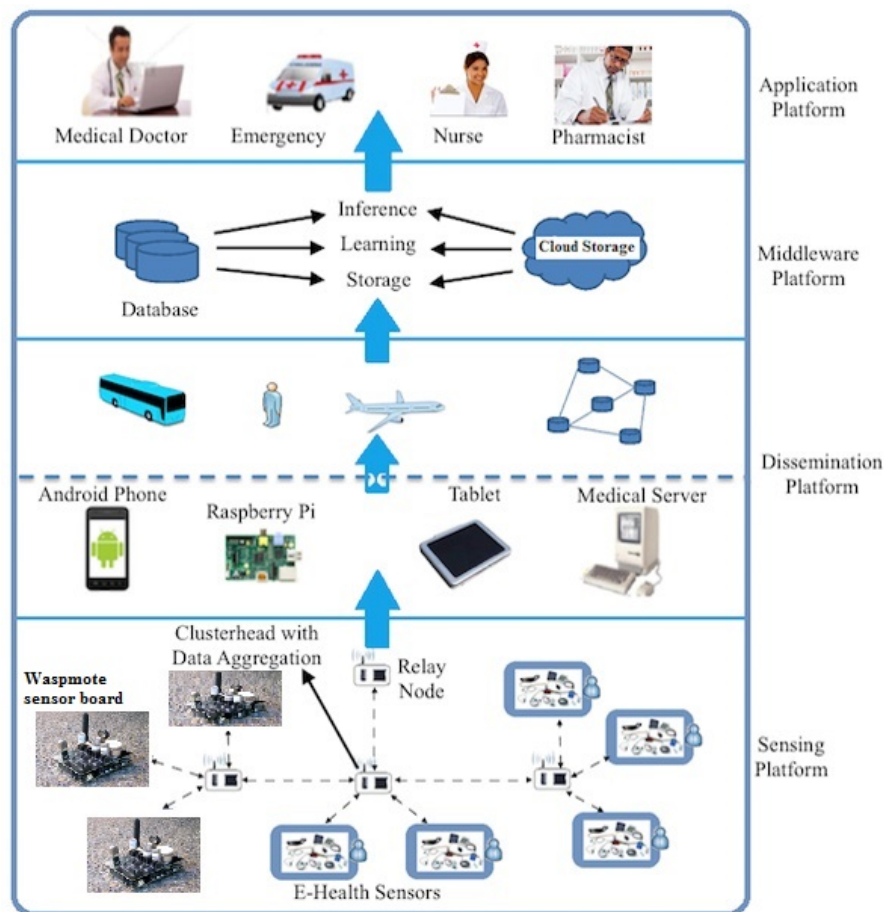 Medical Doctor
Emergency
Nurse
Pharmacist
Application
Platform
Inference
Learning
Storage
Cloud Storage
Database
Middleware
Platform
Dissemination
Platform
Android Phone
Raspberry Pi
Tablet
Medical Server
Clusterhead with
Data Aggregation
Relay
Node
Waspmote
sensor board
Sensing
Platform
E-Health Sensors